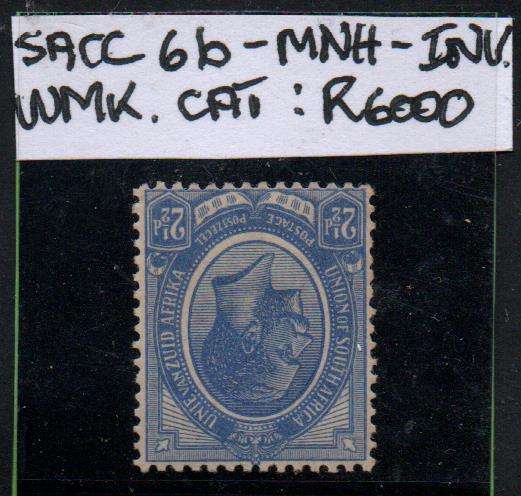 SACC 6b - MNH - INV.
WMK. CAT : R6000
2½d 2½d
POSTZEGEL POSTAGE
UNIE VAN ZUID AFRIKA
UNION OF SOUTH AFRICA